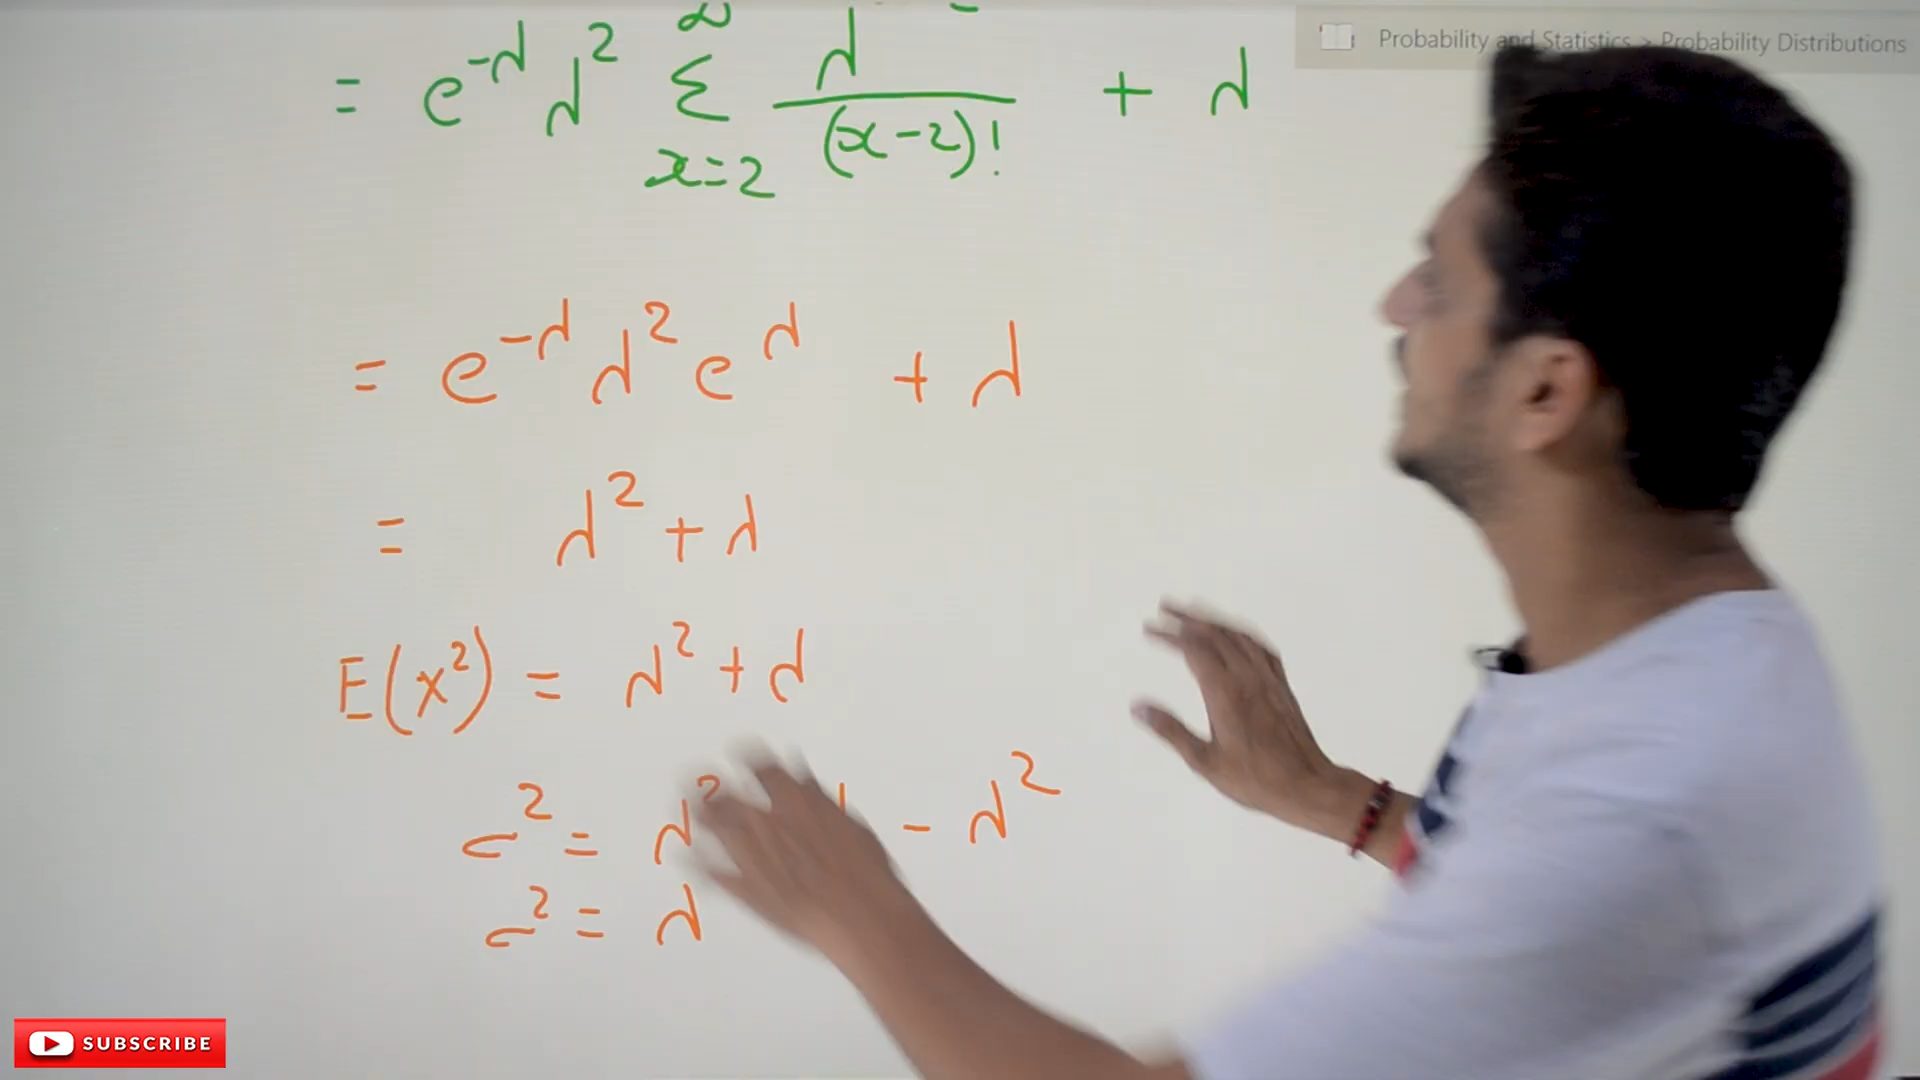 Probability and Statistics > Probability Distributions
= e^{-λ} λ^2 Σ_{x=2}^{∞} λ / (x-2)! + λ
= e^{-λ} λ^2 e^{λ} + λ
= λ^2 + λ
E(x^2) = λ^2 + λ
σ^2 = λ^2 - λ^2
σ^2 = λ
SUBSCRIBE